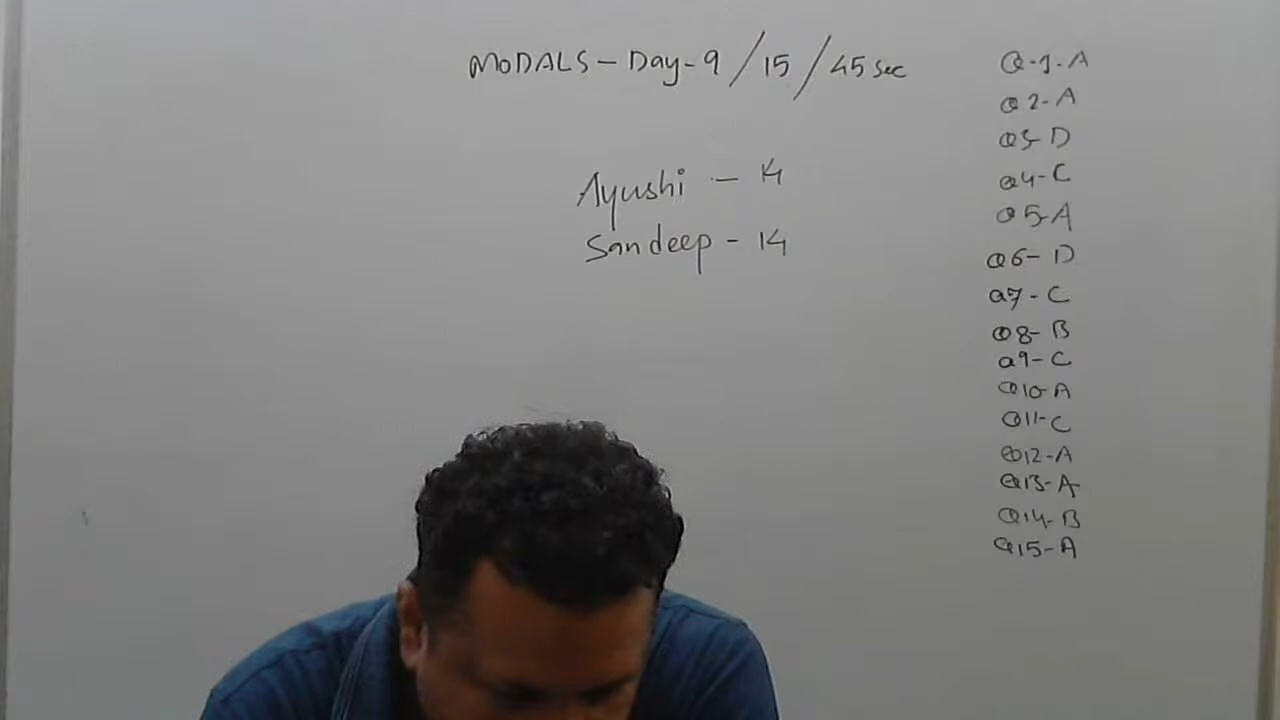 MODALS - Day - 9 / 15 / 45 sec
Ayushi - 14
Sandeep - 14
Q-1-A
Q2-A
Q3-D
Q4-C
Q5-A
Q6-D
Q7-C
Q8-B
Q9-C
Q10-A
Q11-C
Q12-A
Q13-A
Q14-B
Q15-A